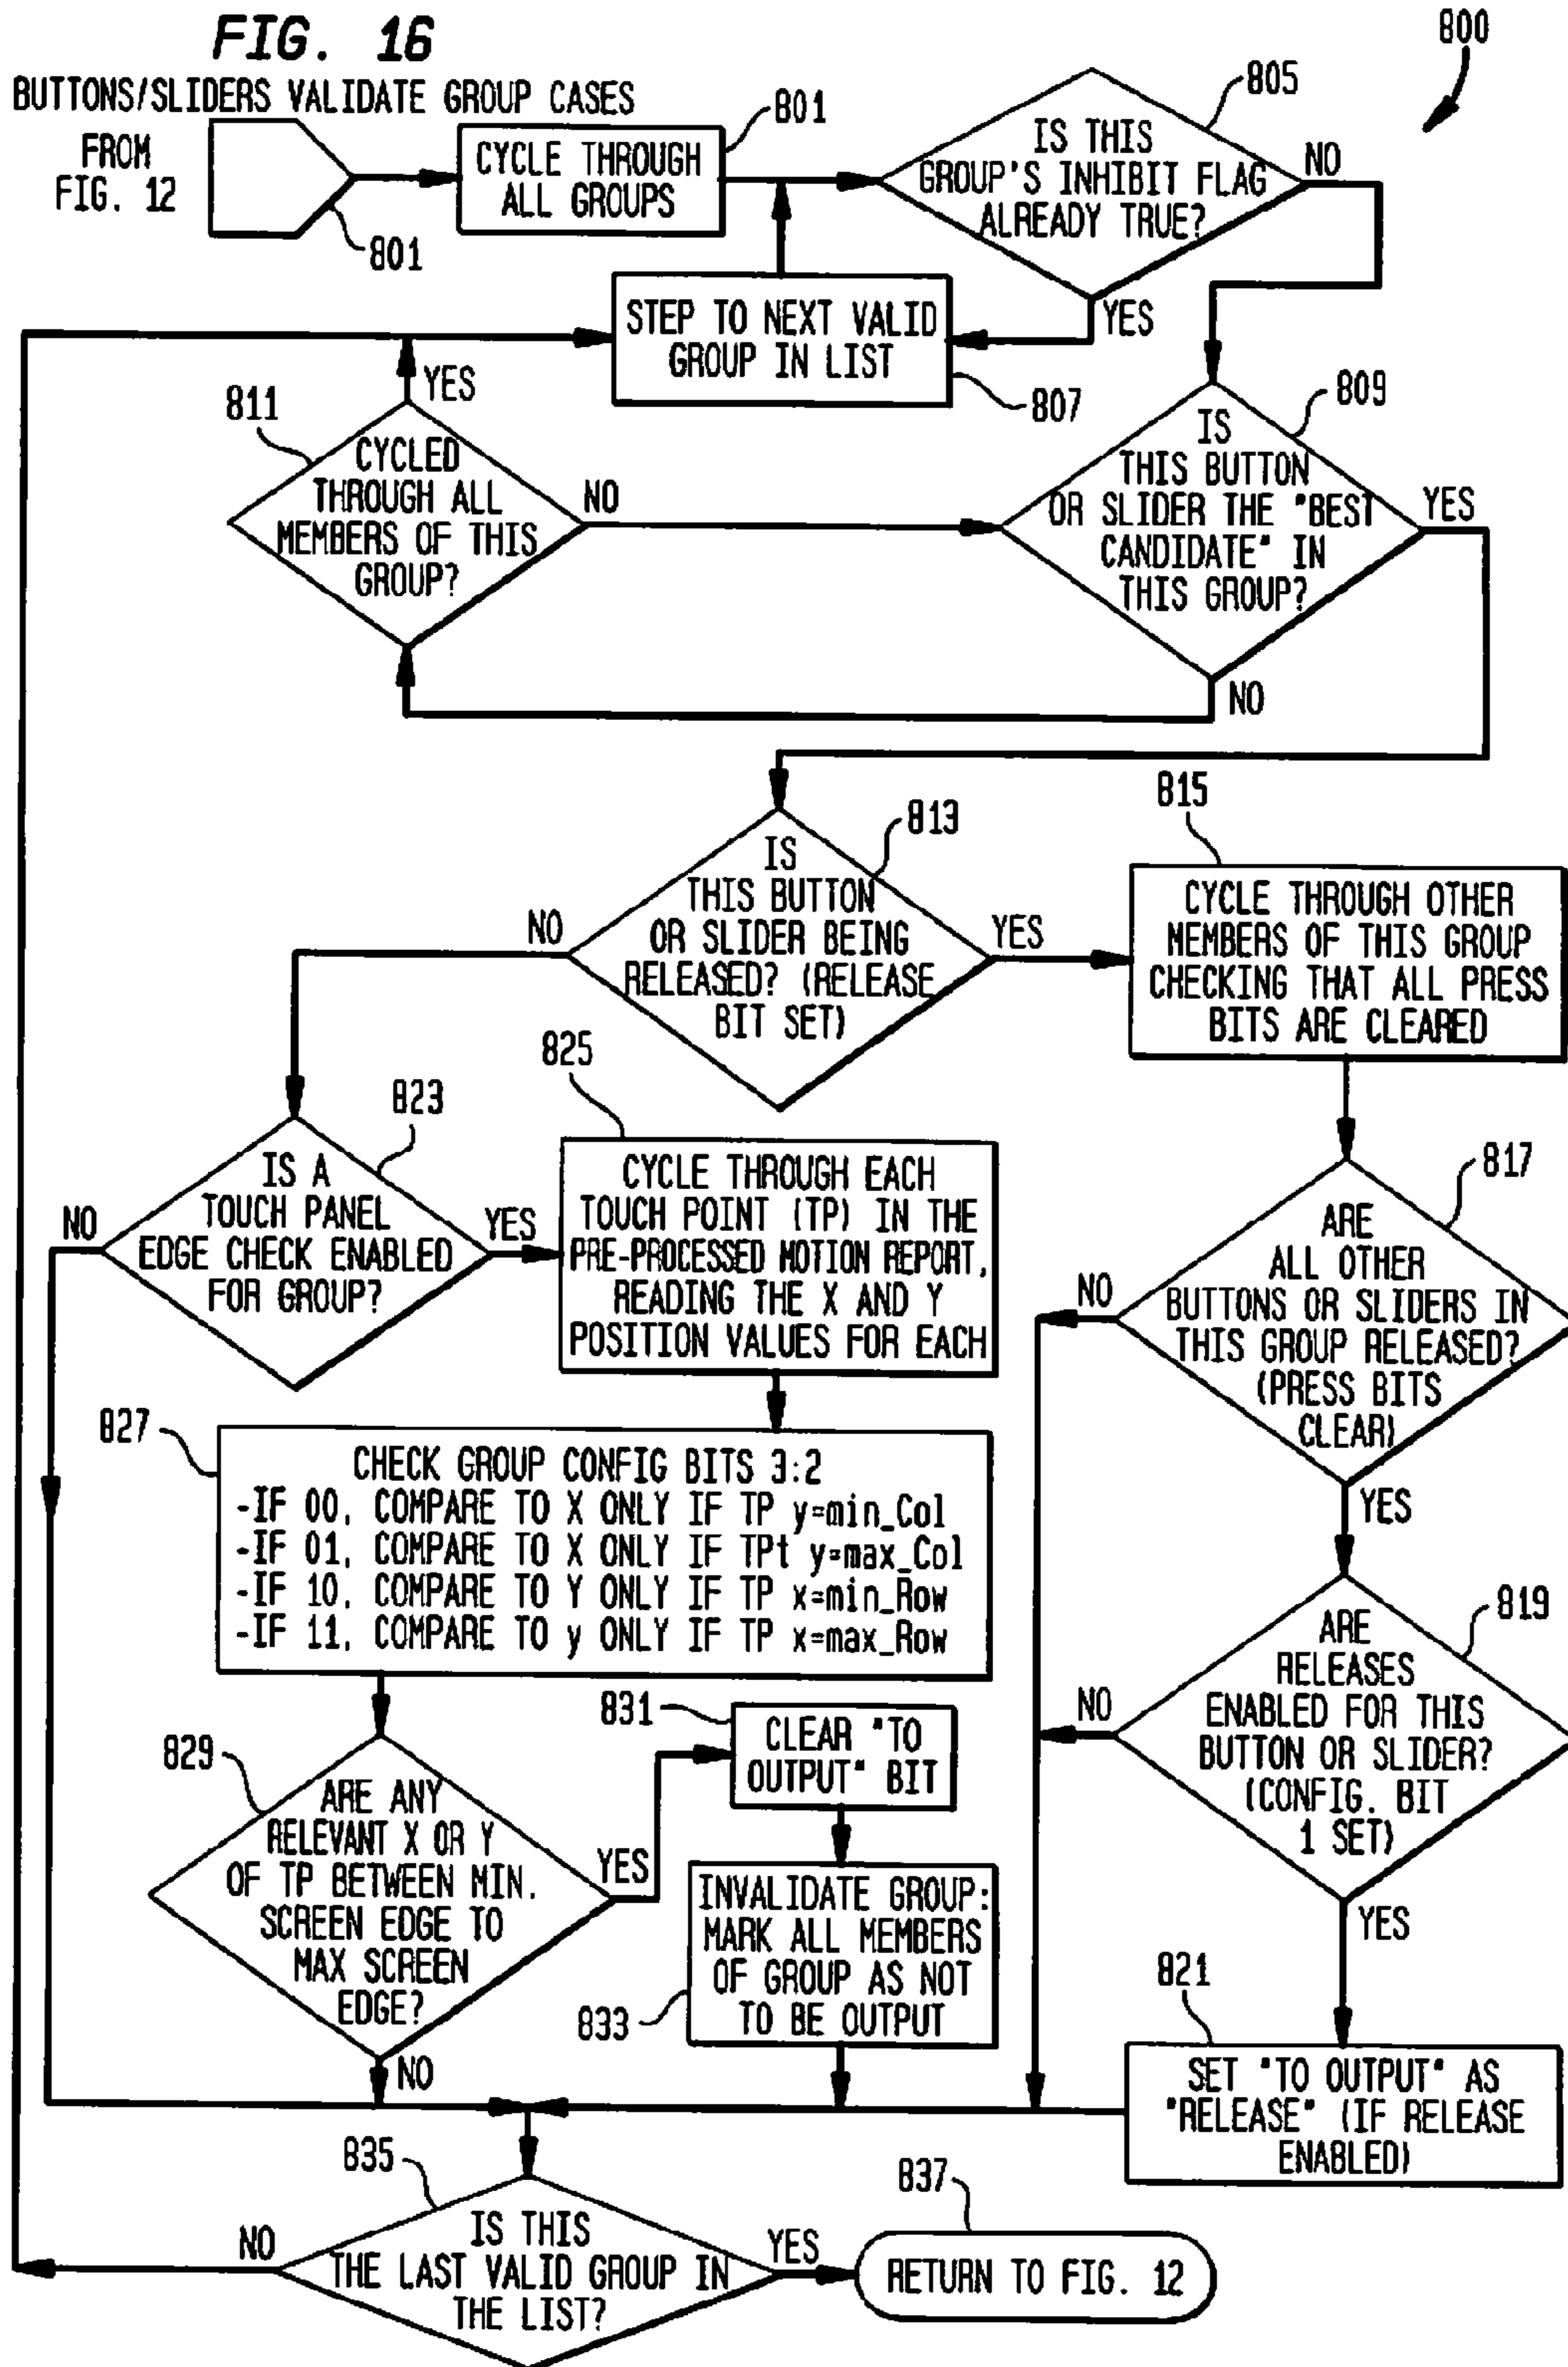 FIG. 16
800
BUTTONS/SLIDERS VALIDATE GROUP CASES
FROM
FIG. 12
801
CYCLE THROUGH
ALL GROUPS
801
805
IS THIS
GROUP'S INHIBIT FLAG
ALREADY TRUE?
NO
YES
STEP TO NEXT VALID
GROUP IN LIST
807
811
YES
CYCLED
THROUGH ALL
MEMBERS OF THIS
GROUP?
NO
809
IS
THIS BUTTON
OR SLIDER THE "BEST
CANDIDATE" IN
THIS GROUP?
YES
NO
813
IS
THIS BUTTON
OR SLIDER BEING
RELEASED? (RELEASE
BIT SET)
NO
YES
815
CYCLE THROUGH OTHER
MEMBERS OF THIS GROUP
CHECKING THAT ALL PRESS
BITS ARE CLEARED
823
IS A
TOUCH PANEL
EDGE CHECK ENABLED
FOR GROUP?
NO
YES
825
CYCLE THROUGH EACH
TOUCH POINT (TP) IN THE
PRE-PROCESSED MOTION REPORT,
READING THE X AND Y
POSITION VALUES FOR EACH
817
ARE
ALL OTHER
BUTTONS OR SLIDERS IN
THIS GROUP RELEASED?
(PRESS BITS
CLEAR)
NO
YES
827
CHECK GROUP CONFIG BITS 3:2
-IF 00, COMPARE TO X ONLY IF TP y=min_Col
-IF 01, COMPARE TO X ONLY IF TPt y=max_Col
-IF 10, COMPARE TO Y ONLY IF TP x=min_Row
-IF 11, COMPARE TO y ONLY IF TP x=max_Row
819
ARE
RELEASES
ENABLED FOR THIS
BUTTON OR SLIDER?
(CONFIG. BIT
1 SET)
NO
YES
829
ARE ANY
RELEVANT X OR Y
OF TP BETWEEN MIN.
SCREEN EDGE TO
MAX SCREEN
EDGE?
YES
NO
831
CLEAR "TO
OUTPUT" BIT
INVALIDATE GROUP:
MARK ALL MEMBERS
OF GROUP AS NOT
TO BE OUTPUT
833
821
SET "TO OUTPUT" AS
"RELEASE" (IF RELEASE
ENABLED)
835
IS THIS
THE LAST VALID GROUP IN
THE LIST?
NO
YES
837
RETURN TO FIG. 12